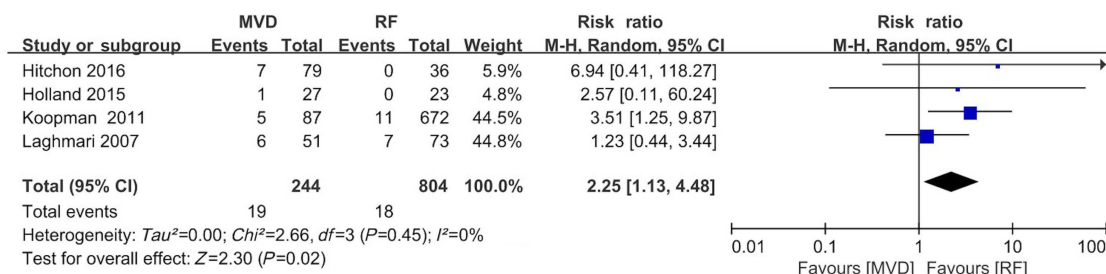 MVD RF Risk ratio Risk ratio
Study or subgroup Events Total Events Total Weight M-H, Random, 95% CI M-H, Random, 95% CI
Hitchon 2016 7 79 0 36 5.9% 6.94 [0.41, 118.27]
Holland 2015 1 27 0 23 4.8% 2.57 [0.11, 60.24]
Koopman 2011 5 87 11 672 44.5% 3.51 [1.25, 9.87]
Laghmari 2007 6 51 7 73 44.8% 1.23 [0.44, 3.44]
Total (95% CI) 244 804 100.0% 2.25 [1.13, 4.48]
Total events 19 18
Heterogeneity: Tau²=0.00; Chi²=2.66, df=3 (P=0.45); I²=0%
Test for overall effect: Z=2.30 (P=0.02)
0.01 0.1 1 10 100
Favours [MVD] Favours [RF]